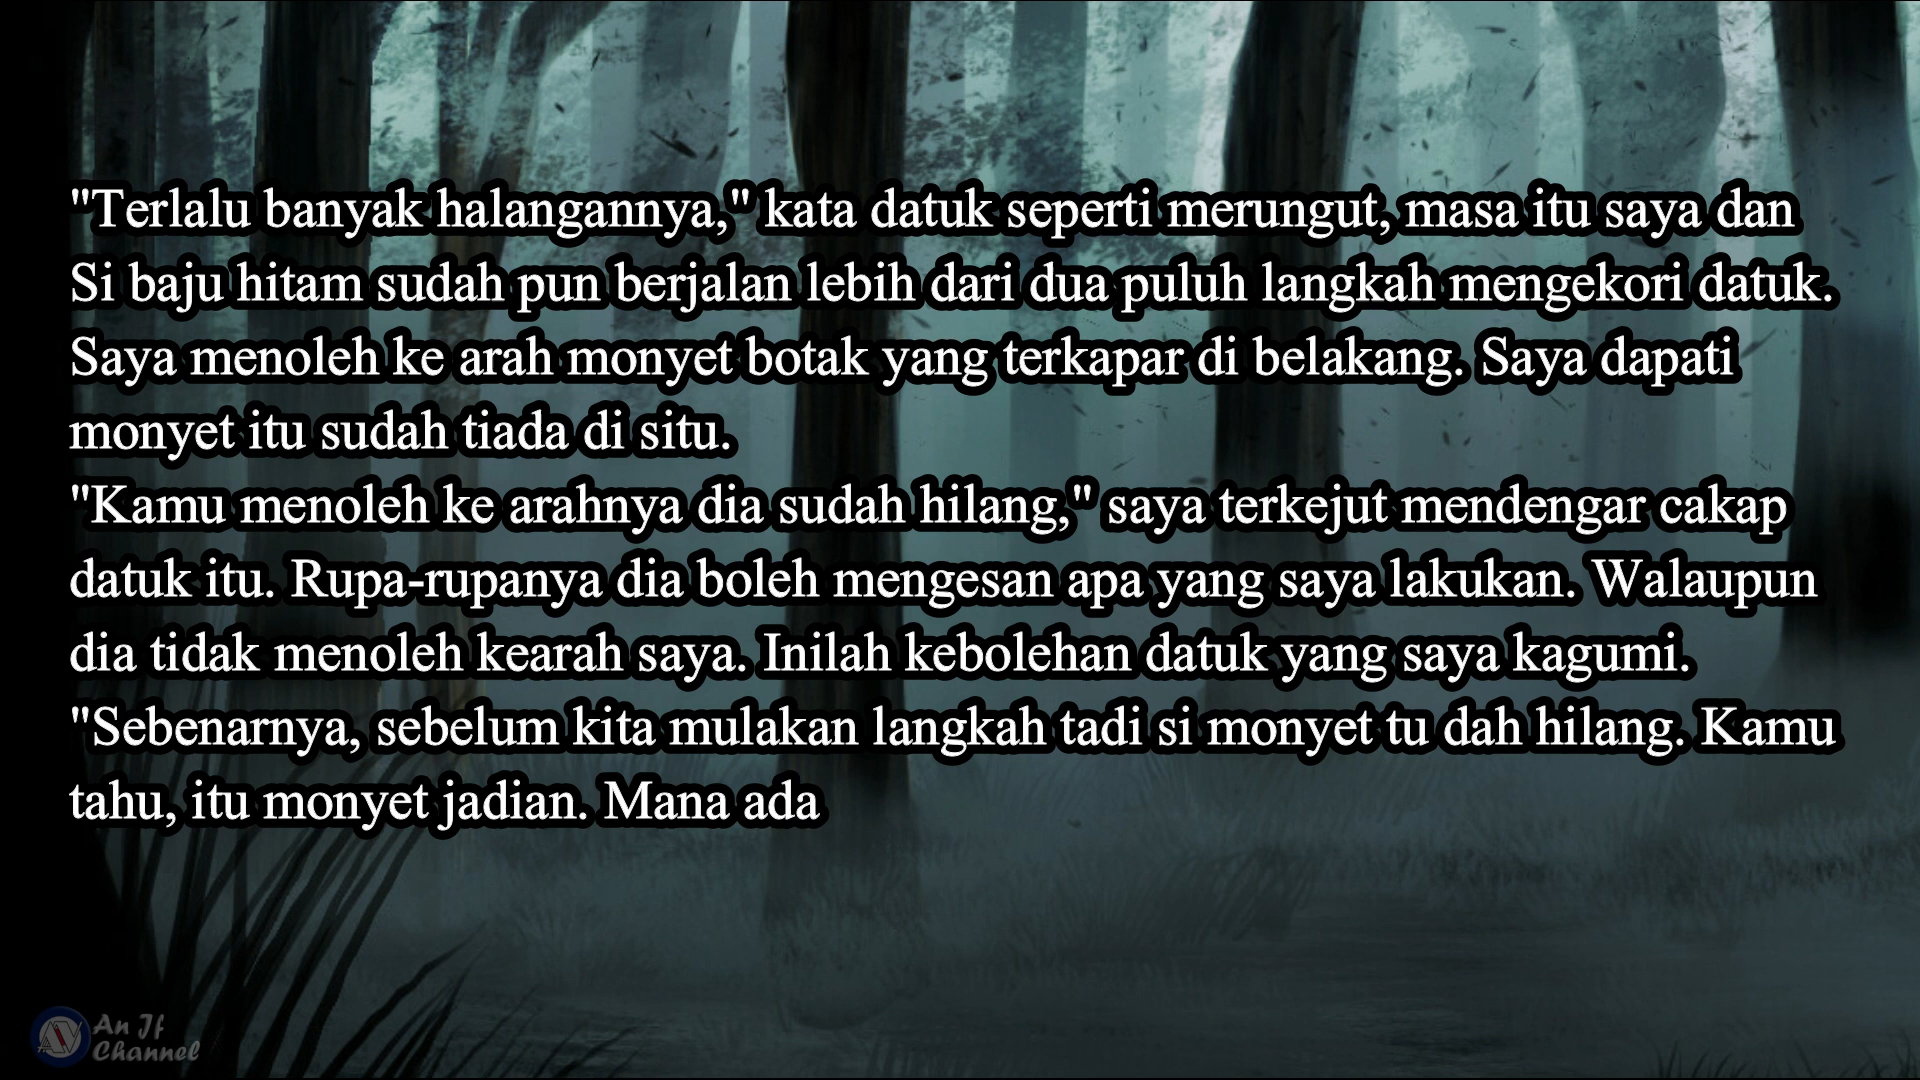 "Terlalu banyak halangannya," kata datuk seperti merungut, masa itu saya dan
Si baju hitam sudah pun berjalan lebih dari dua puluh langkah mengekori datuk.
Saya menoleh ke arah monyet botak yang terkapar di belakang. Saya dapati
monyet itu sudah tiada di situ.
"Kamu menoleh ke arahnya dia sudah hilang," saya terkejut mendengar cakap
datuk itu. Rupa-rupanya dia boleh mengesan apa yang saya lakukan. Walaupun
dia tidak menoleh kearah saya. Inilah kebolehan datuk yang saya kagumi.
"Sebenarnya, sebelum kita mulakan langkah tadi si monyet tu dah hilang. Kamu
tahu, itu monyet jadian. Mana ada
An If
Channel